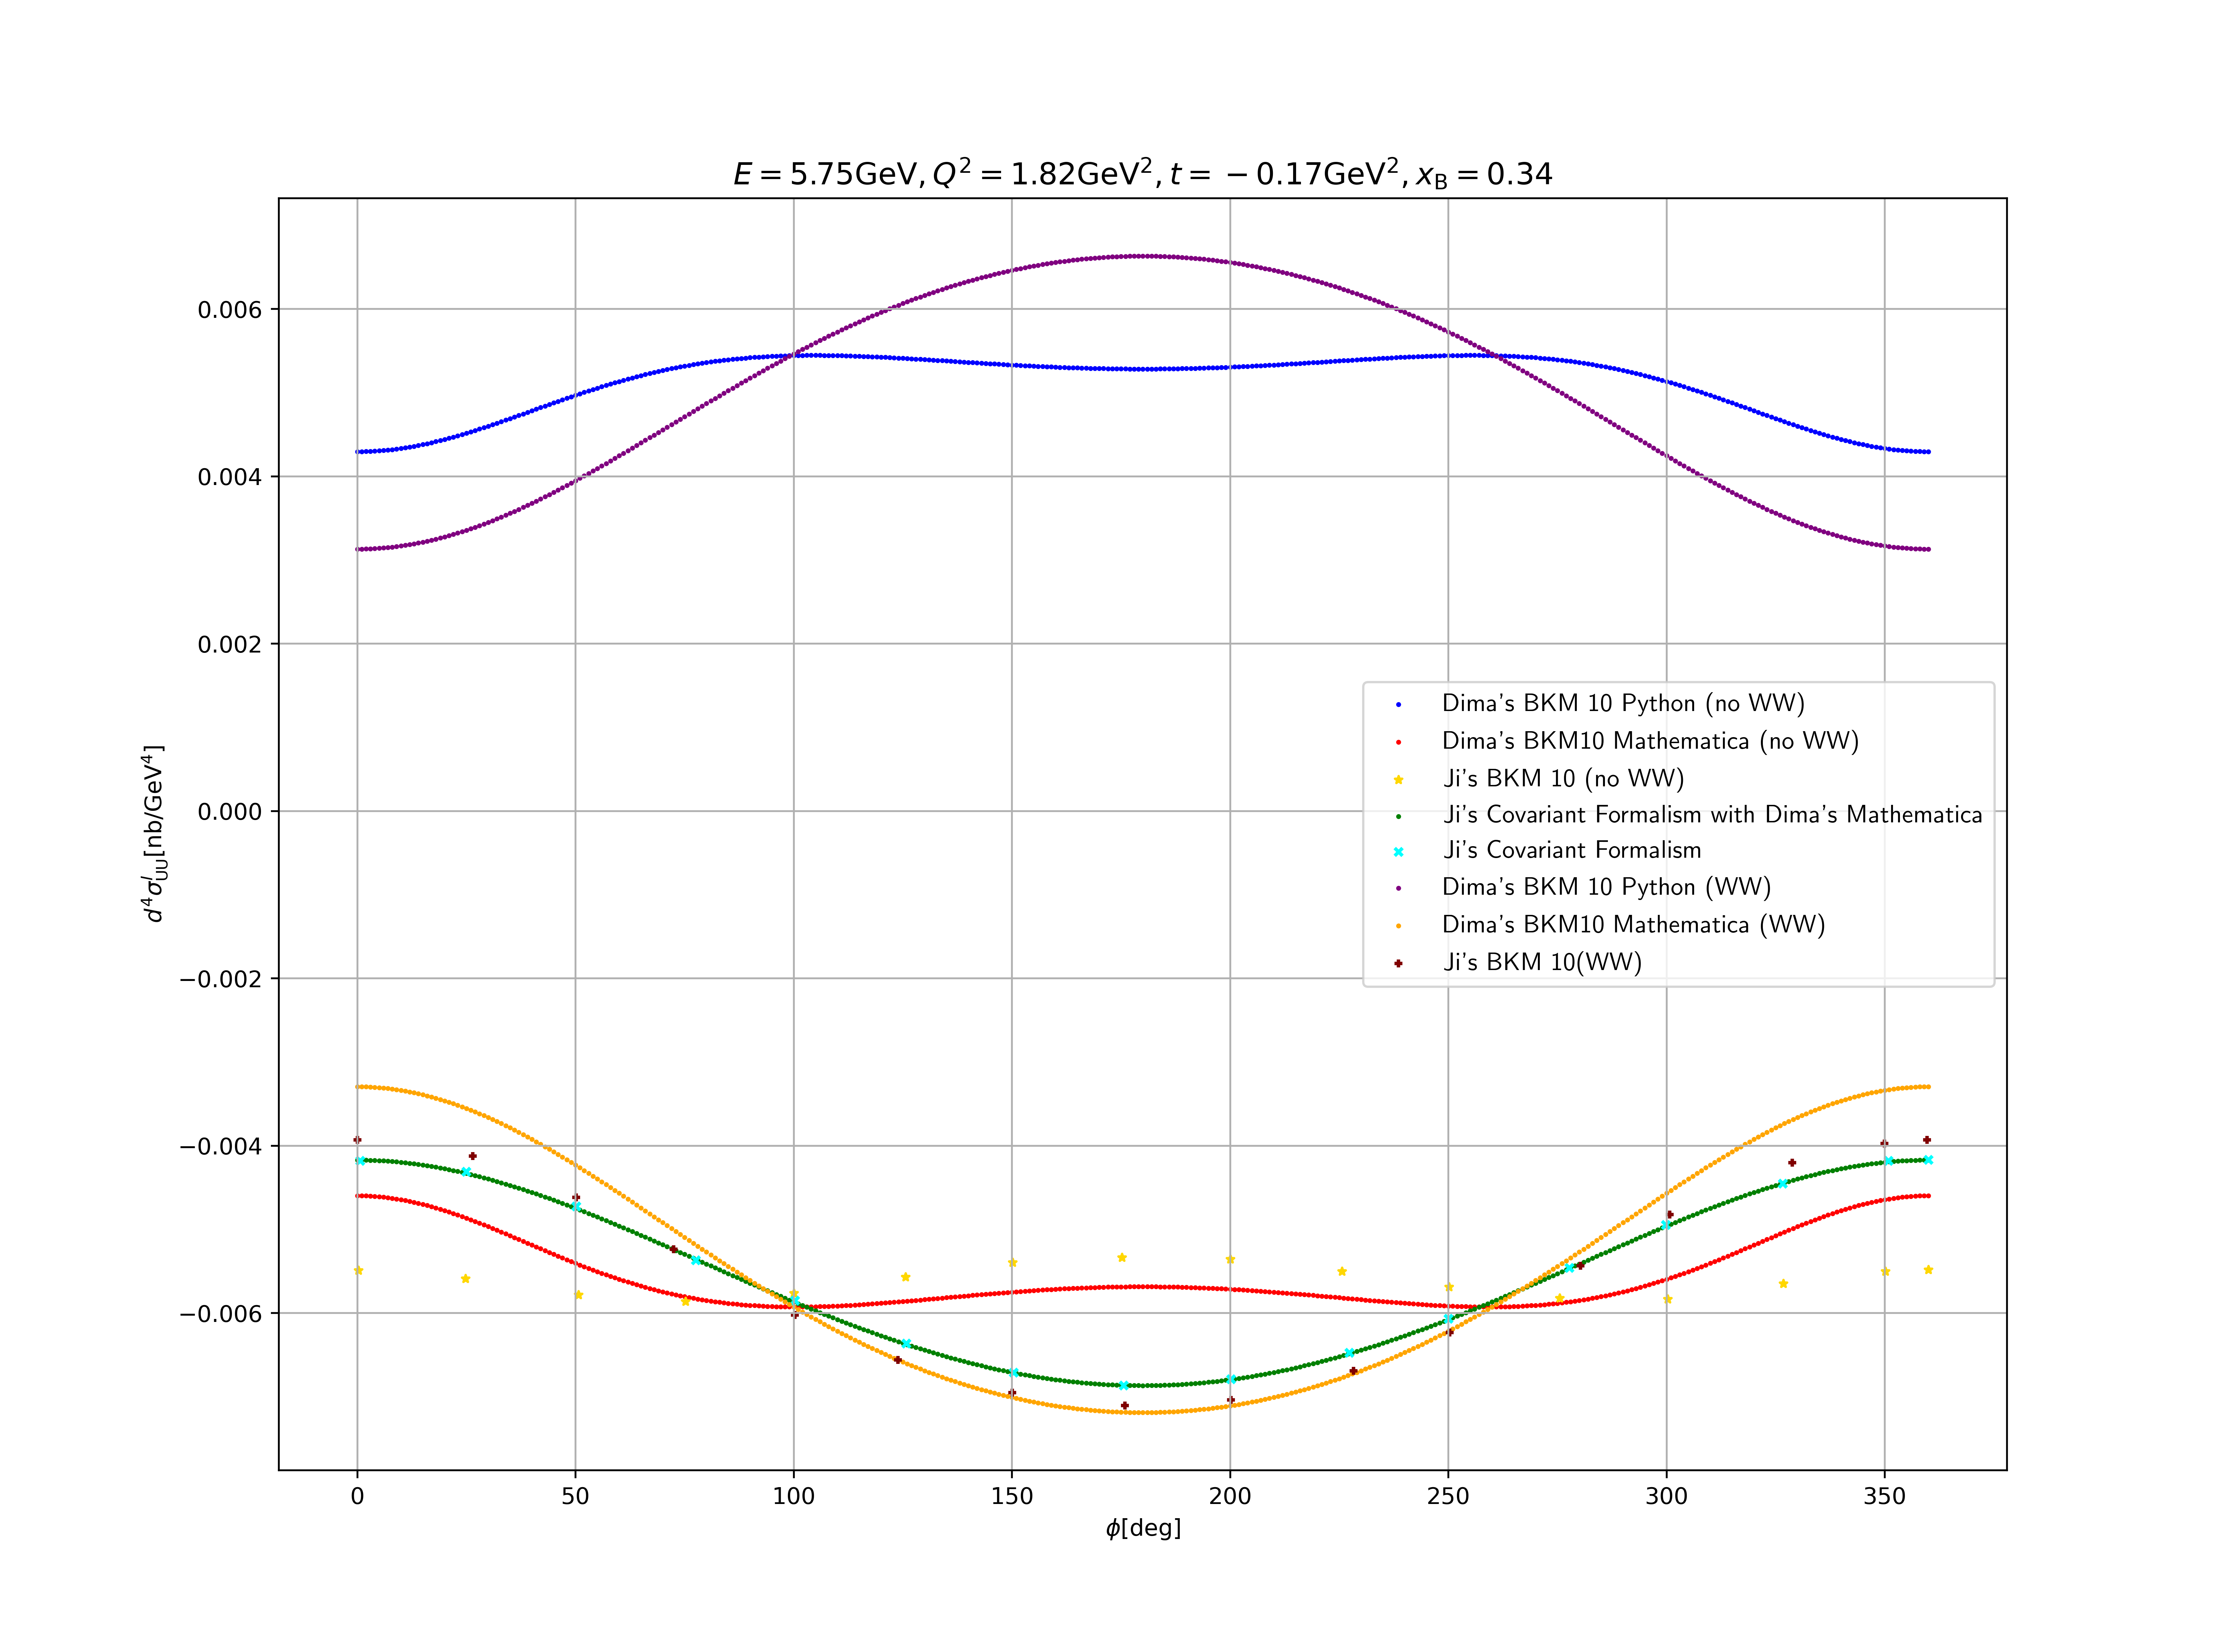 E = 5.75GeV, Q² = 1.82GeV², t = −0.17GeV², x_B = 0.34
d⁴σ^I_UU[nb/GeV⁴]
0.006
0.004
0.002
0.000
−0.002
−0.004
−0.006
Dima's BKM 10 Python (no WW)
Dima's BKM10 Mathematica (no WW)
Ji's BKM 10 (no WW)
Ji's Covariant Formalism with Dima's Mathematica
Ji's Covariant Formalism
Dima's BKM 10 Python (WW)
Dima's BKM10 Mathematica (WW)
Ji's BKM 10(WW)
0 50 100 150 200 250 300 350
ϕ[deg]